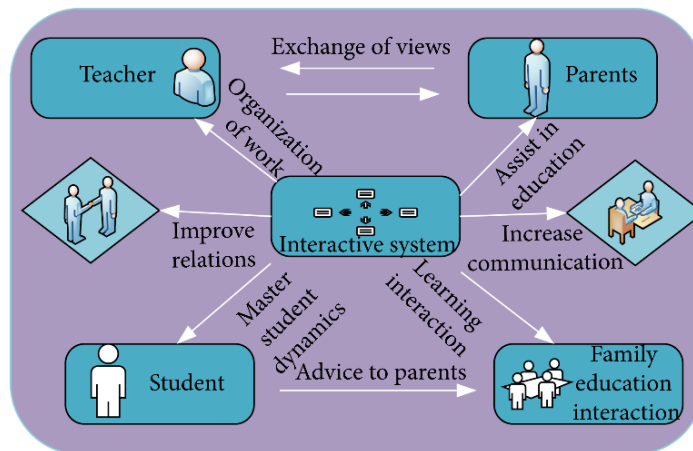 Exchange of views
Teacher
Parents
Organization
of work
Assist in
education
Interactive system
Improve
relations
Increase
communication
Master
student
dynamics
Learning
interaction
Student
Advice to parents
Family
education
interaction